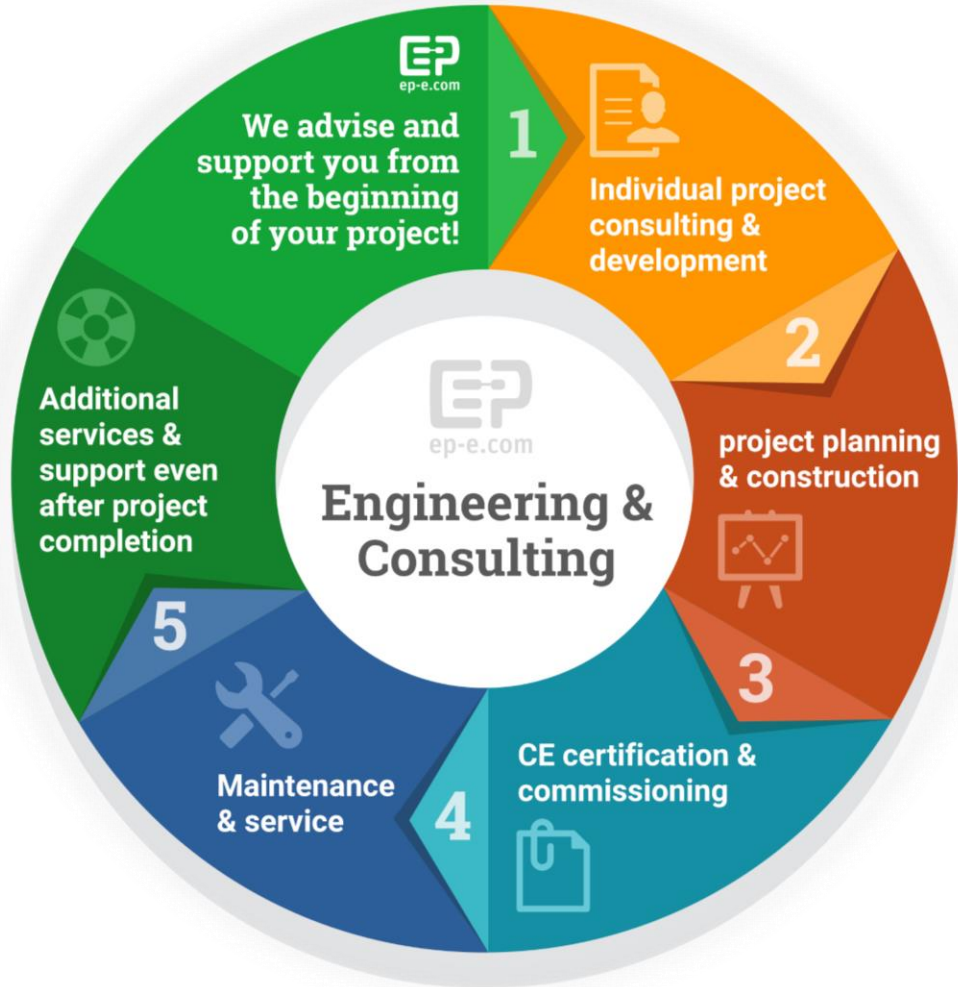 EP
ep-e.com
We advise and
support you from
the beginning
of your project!
1
Individual project
consulting &
development
2
project planning
& construction
3
CE certification &
commissioning
4
Maintenance
& service
5
Additional
services &
support even
after project
completion
EP
ep-e.com
Engineering &
Consulting